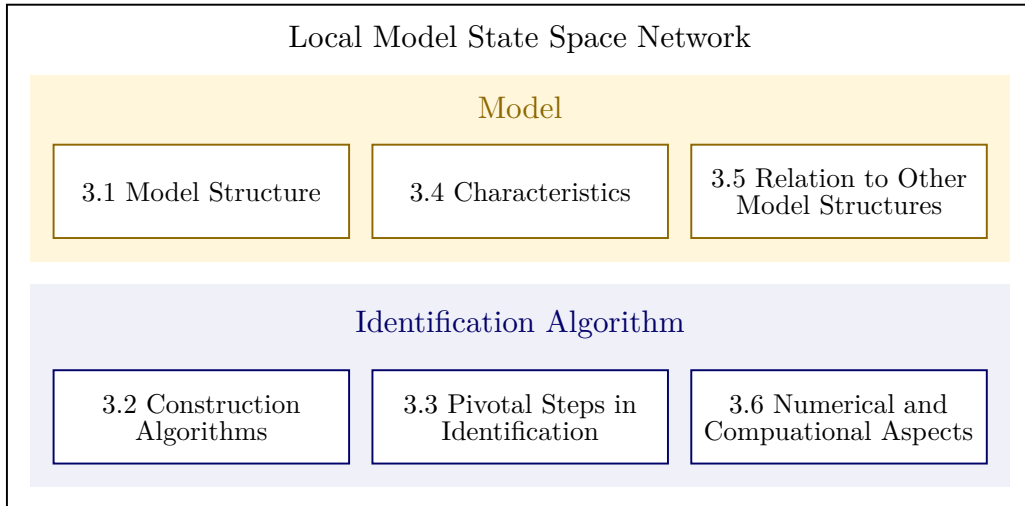 Local Model State Space Network
Model
3.1 Model Structure
3.4 Characteristics
3.5 Relation to Other
Model Structures
Identification Algorithm
3.2 Construction
Algorithms
3.3 Pivotal Steps in
Identification
3.6 Numerical and
Compuational Aspects